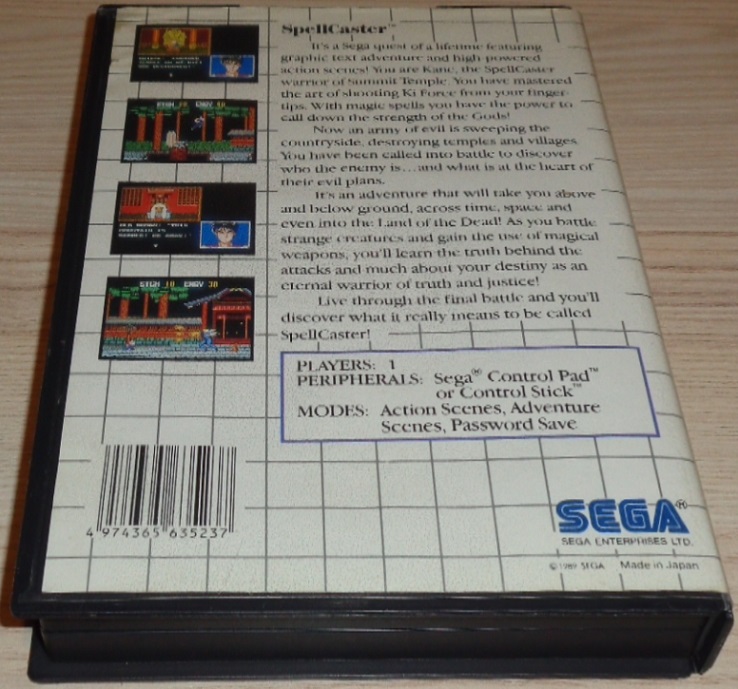 SpellCaster™
It's a Sega quest of a lifetime featuring
graphic text adventure and high powered
action scenes! You are Kane, the SpellCaster
warrior of Summit Temple. You have mastered
the art of shooting Ki Force from your finger-
tips. With magic spells you have the power to
call down the strength of the Gods!
Now an army of evil is sweeping the
countryside, destroying temples and villages.
You have been called into battle to discover
who the enemy is...and what is at the heart of
their evil plans.
It's an adventure that will take you above
and below ground, across time, space and
even into the Land of the Dead! As you battle
strange creatures and gain the use of magical
weapons, you'll learn the truth behind the
attacks and much about your destiny as an
eternal warrior of truth and justice!
Live through the final battle and you'll
discover what it really means to be called
SpellCaster!
STGH 10 ENGY 30
PLAYERS: 1
PERIPHERALS: Sega® Control Pad™
or Control Stick™
MODES: Action Scenes, Adventure
Scenes, Password Save
4 974365 635237
SEGA®
SEGA ENTERPRISES LTD.
© 1989 SEGA Made in Japan